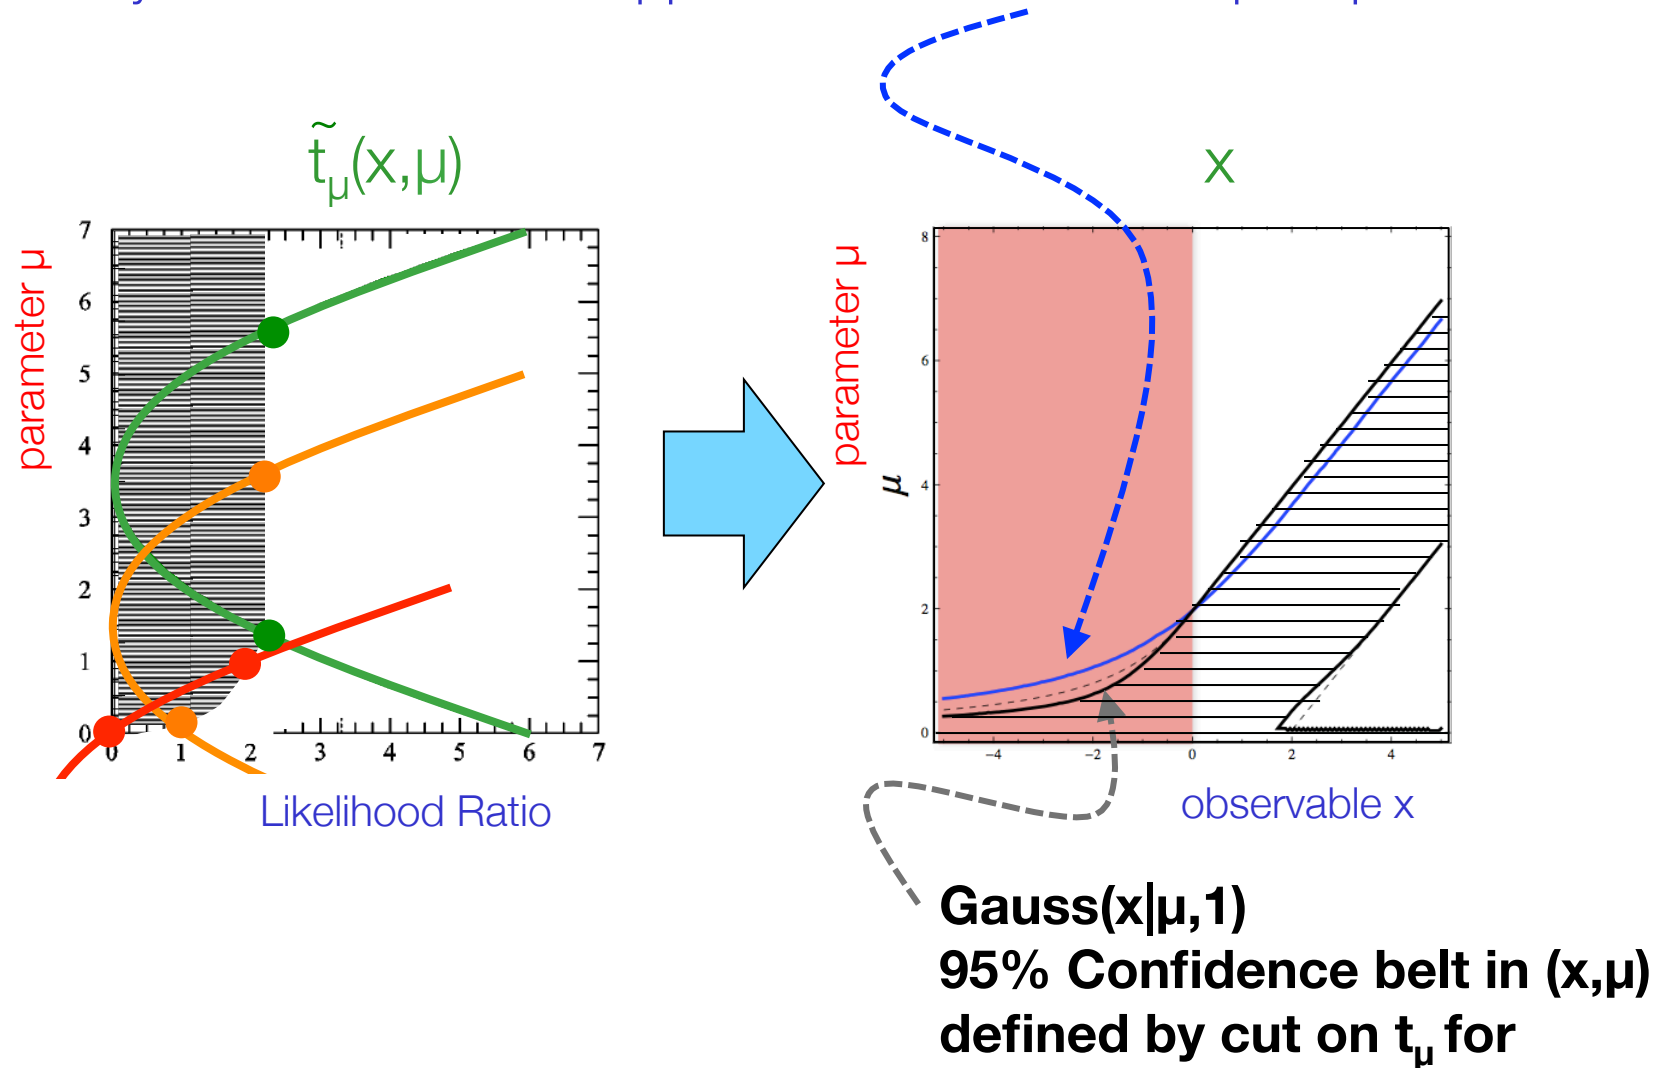 t̃μ(x,μ)
x
parameter μ
7
6
5
4
3
2
1
0
0 1 2 3 4 5 6 7
Likelihood Ratio
parameter μ
μ
8
6
4
2
0
−4 −2 0 2 4
observable x
Gauss(x|μ,1)
95% Confidence belt in (x,μ)
defined by cut on tμ for